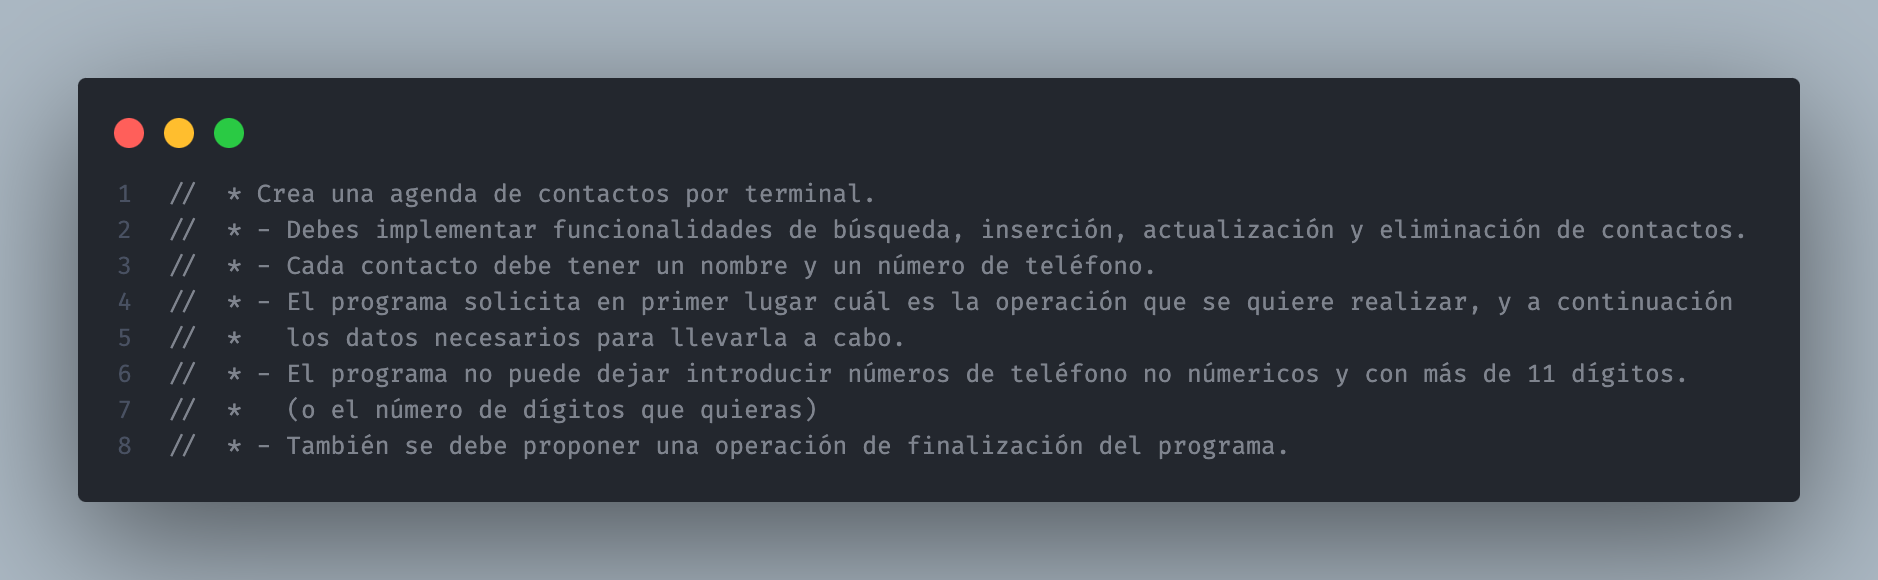 1 // * Crea una agenda de contactos por terminal.
2 // * - Debes implementar funcionalidades de búsqueda, inserción, actualización y eliminación de contactos.
3 // * - Cada contacto debe tener un nombre y un número de teléfono.
4 // * - El programa solicita en primer lugar cuál es la operación que se quiere realizar, y a continuación
5 // *   los datos necesarios para llevarla a cabo.
6 // * - El programa no puede dejar introducir números de teléfono no númericos y con más de 11 dígitos.
7 // *   (o el número de dígitos que quieras)
8 // * - También se debe proponer una operación de finalización del programa.